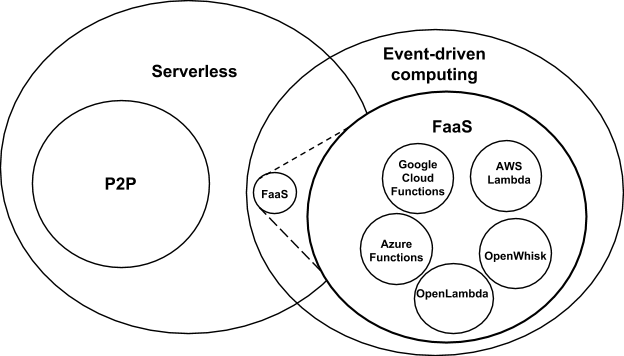 Serverless
Event-driven
computing
P2P
FaaS
FaaS
Google
Cloud
Functions
AWS
Lambda
Azure
Functions
OpenWhisk
OpenLambda